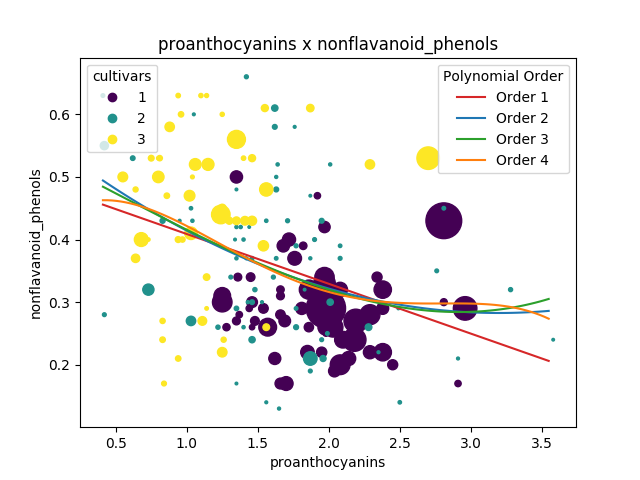 proanthocyanins x nonflavanoid_phenols
cultivars
1
2
3
Polynomial Order
Order 1
Order 2
Order 3
Order 4
nonflavanoid_phenols
0.6
0.5
0.4
0.3
0.2
0.5
1.0
1.5
2.0
2.5
3.0
3.5
proanthocyanins